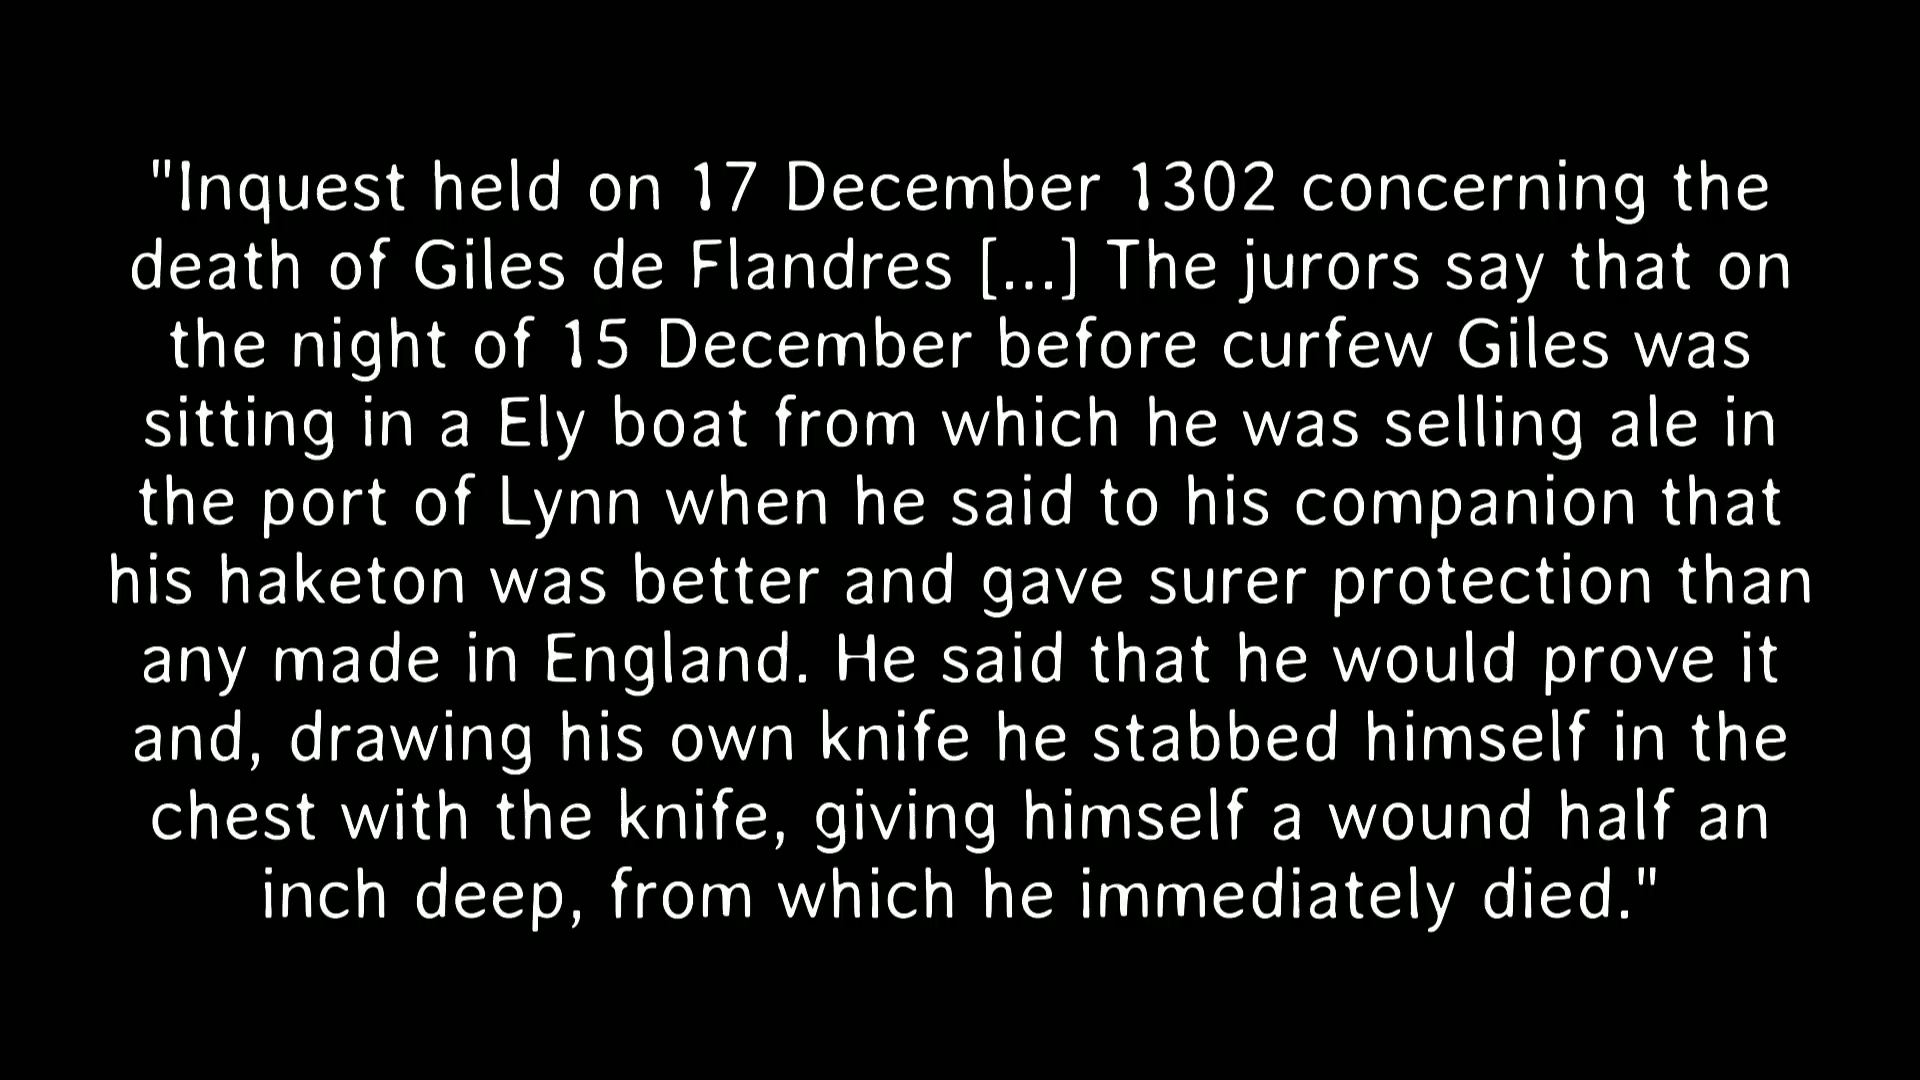 "Inquest held on 17 December 1302 concerning the
death of Giles de Flandres [...] The jurors say that on
the night of 15 December before curfew Giles was
sitting in a Ely boat from which he was selling ale in
the port of Lynn when he said to his companion that
his haketon was better and gave surer protection than
any made in England. He said that he would prove it
and, drawing his own knife he stabbed himself in the
chest with the knife, giving himself a wound half an
inch deep, from which he immediately died."